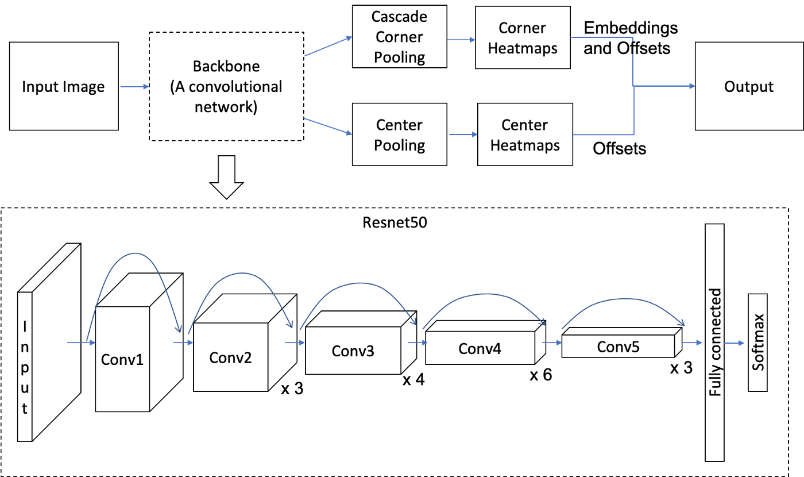 Input Image
Backbone
(A convolutional
network)
Cascade
Corner
Pooling
Corner
Heatmaps
Embeddings
and Offsets
Output
Center
Pooling
Center
Heatmaps
Offsets
Resnet50
Input
Conv1
Conv2
x 3
Conv3
x 4
Conv4
x 6
Conv5
x 3
Fully connected
Softmax